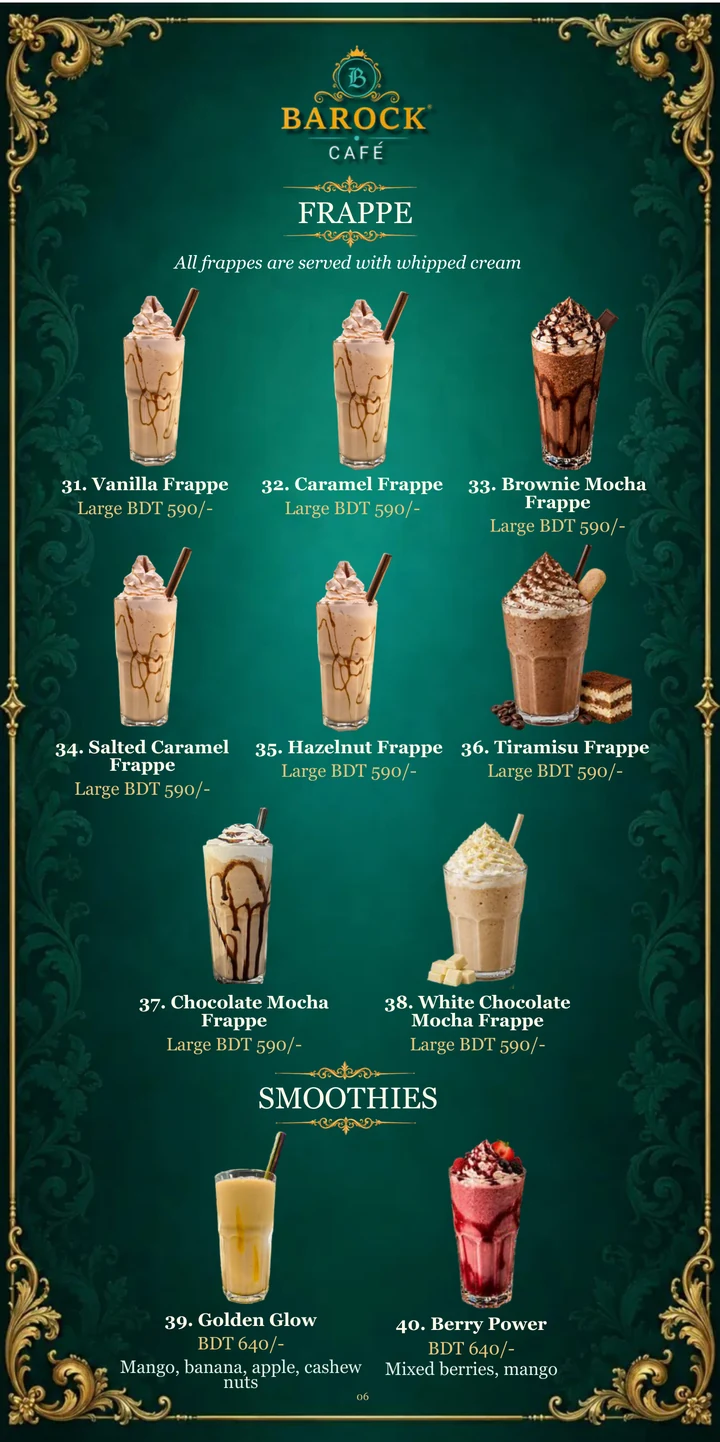 B
BAROCK
CAFÉ
FRAPPE
All frappes are served with whipped cream
31. Vanilla Frappe
Large BDT 590/-
32. Caramel Frappe
Large BDT 590/-
33. Brownie Mocha
Frappe
Large BDT 590/-
34. Salted Caramel
Frappe
Large BDT 590/-
35. Hazelnut Frappe
Large BDT 590/-
36. Tiramisu Frappe
Large BDT 590/-
37. Chocolate Mocha
Frappe
Large BDT 590/-
38. White Chocolate
Mocha Frappe
Large BDT 590/-
SMOOTHIES
39. Golden Glow
BDT 640/-
Mango, banana, apple, cashew
nuts
40. Berry Power
BDT 640/-
Mixed berries, mango
06